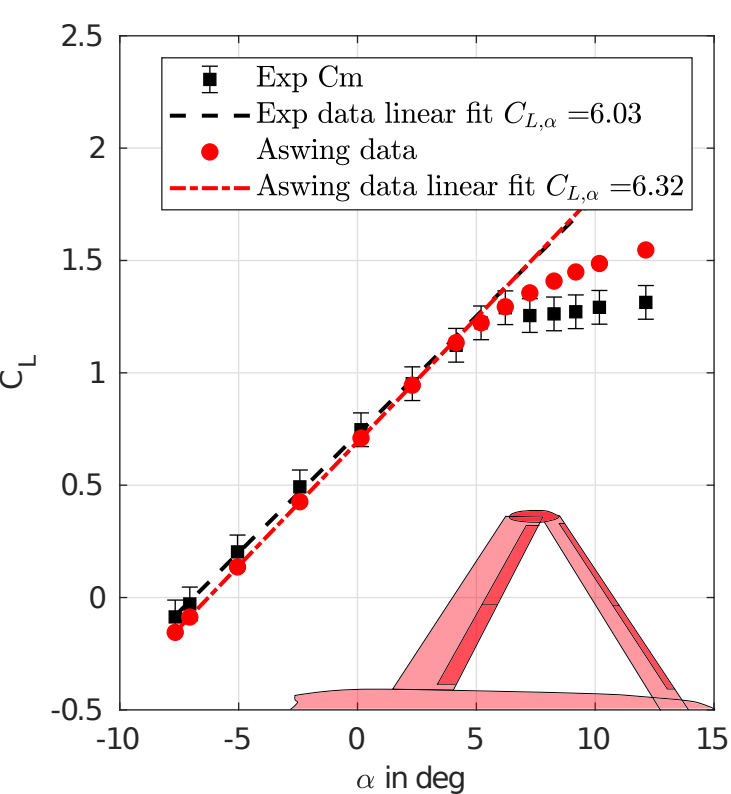 2.5
Exp Cm
Exp data linear fit C_{L,α} =6.03
2
Aswing data
Aswing data linear fit C_{L,α} =6.32
1.5
1
C_L
0.5
0
-0.5
-10 -5 0 5 10 15
α in deg